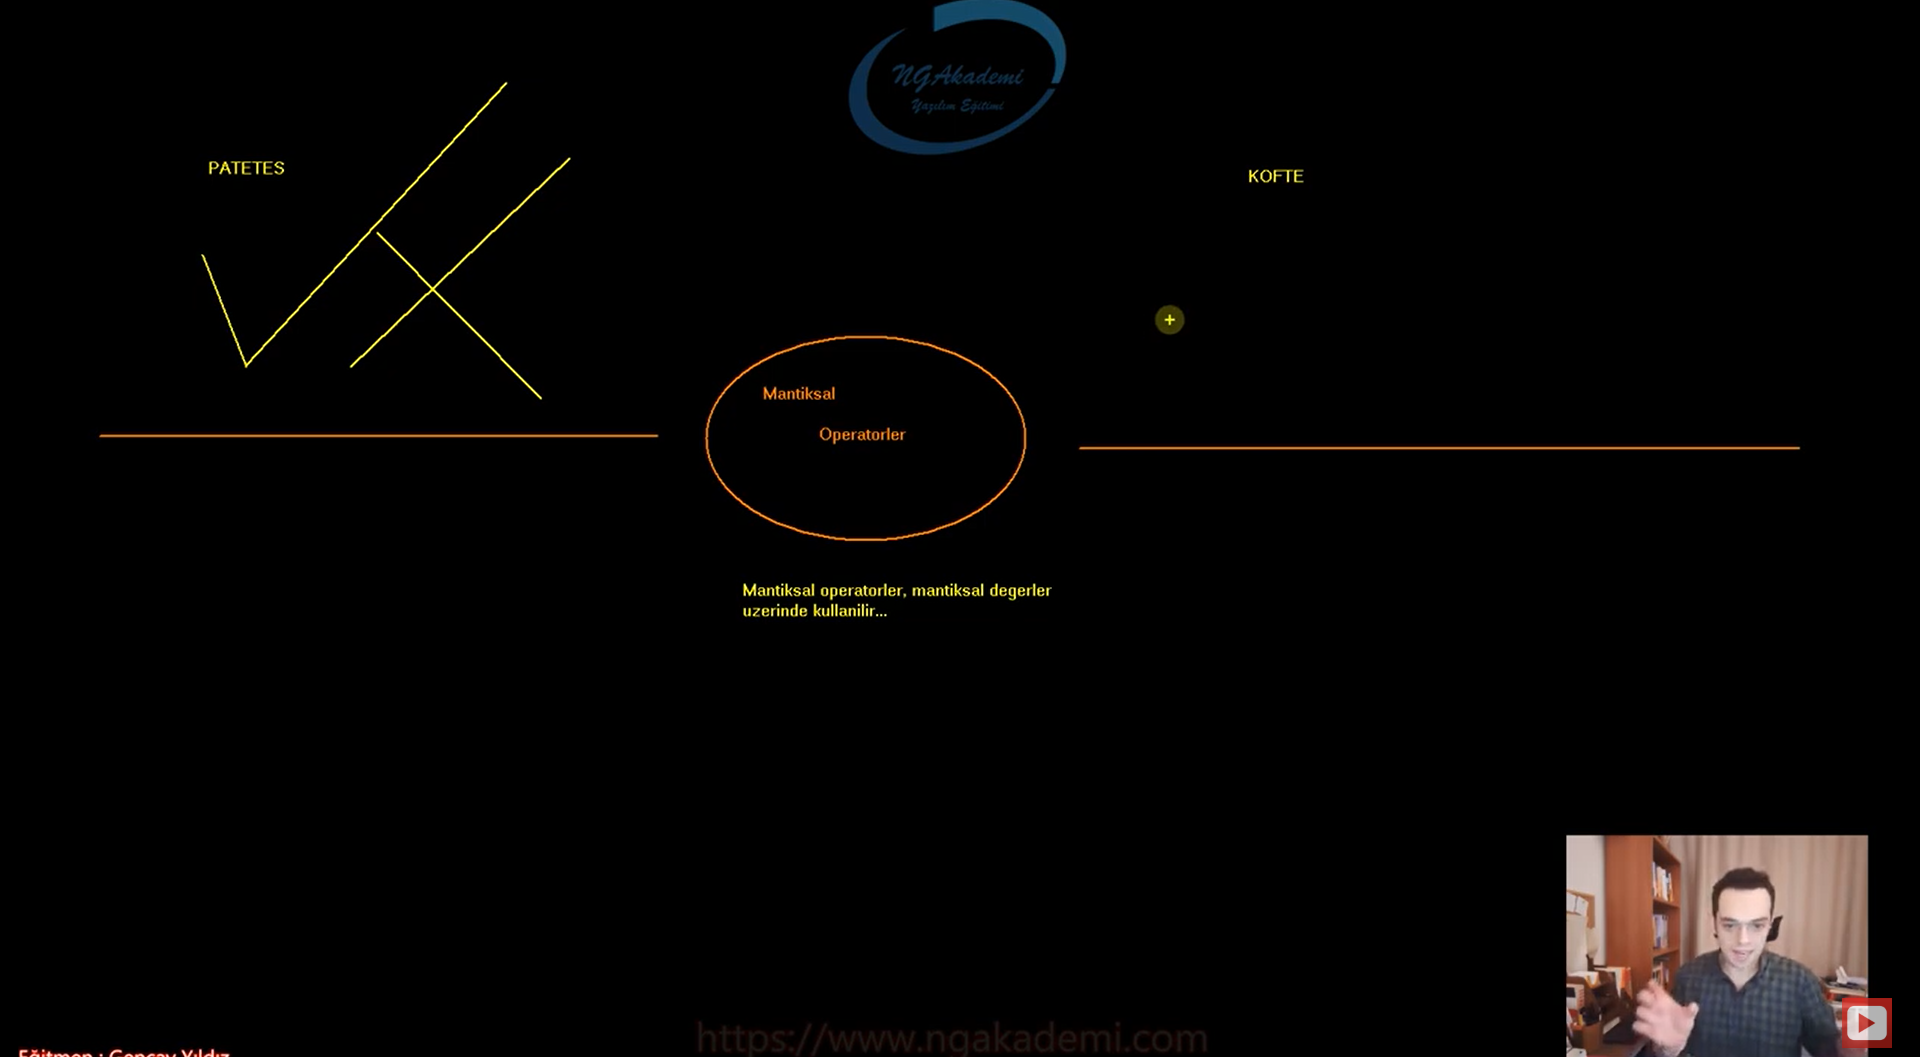 NGAkademi
Yazılım Eğitimi
PATETES
KOFTE
Mantiksal
Operatorler
Mantiksal operatorler, mantiksal degerler
uzerinde kullanilir...
https://www.ngakademi.com
Eğitmen : Gençay Yıldız